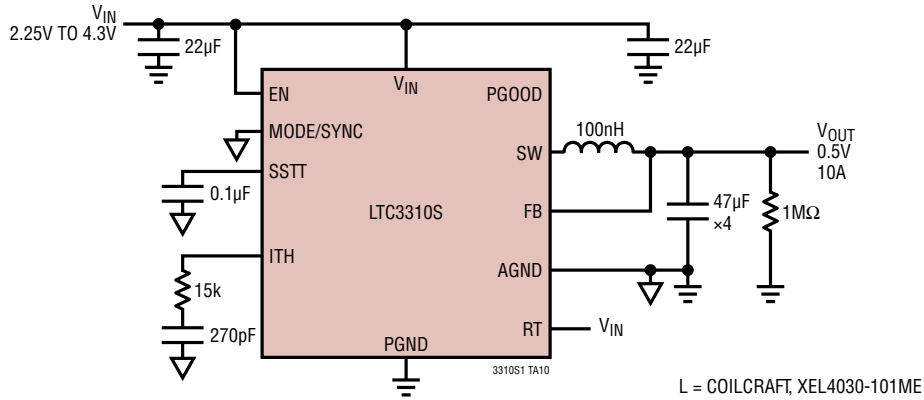 VIN
2.25V TO 4.3V
22µF
22µF
VIN
EN
PGOOD
MODE/SYNC
100nH
SW
VOUT
0.5V
10A
SSTT
0.1µF
LTC3310S
FB
47µF
×4
1MΩ
ITH
AGND
15k
270pF
RT
VIN
PGND
3310S1 TA10
L = COILCRAFT, XEL4030-101ME